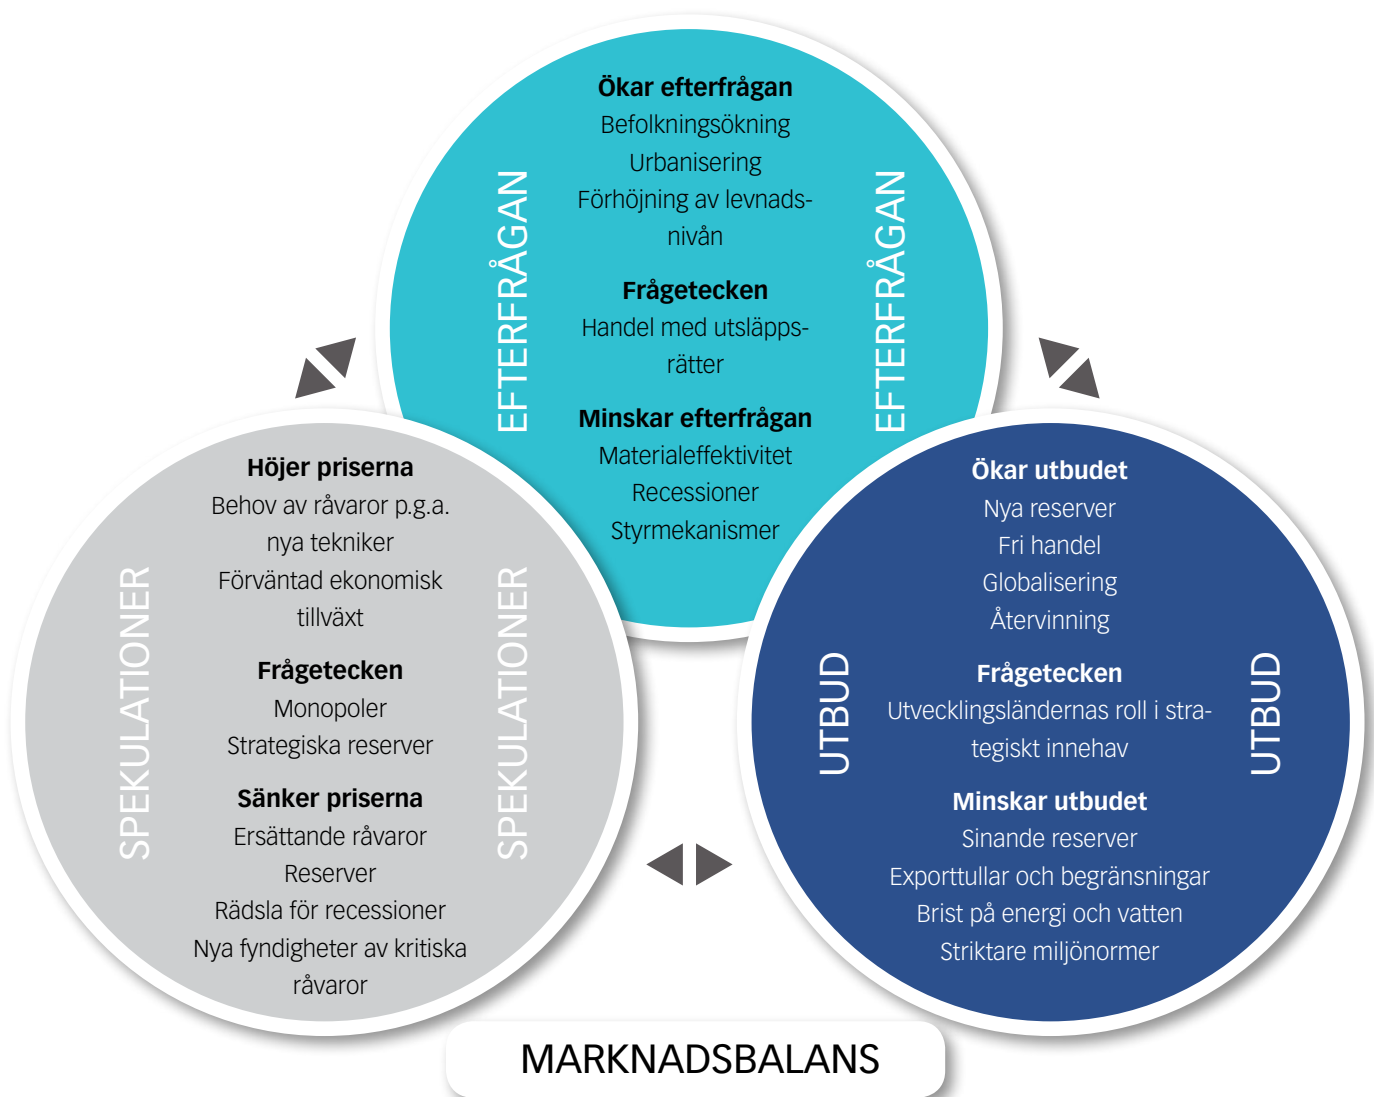 Ökar efterfrågan
Befolkningsökning
Urbanisering
Förhöjning av levnads-
nivån
Frågetecken
Handel med utsläpps-
rätter
Minskar efterfrågan
Materialeffektivitet
Recessioner
Styrmekanismer
EFTERFRÅGAN
EFTERFRÅGAN
Höjer priserna
Behov av råvaror p.g.a.
nya tekniker
Förväntad ekonomisk
tillväxt
Frågetecken
Monopoler
Strategiska reserver
Sänker priserna
Ersättande råvaror
Reserver
Rädsla för recessioner
Nya fyndigheter av kritiska
råvaror
SPEKULATIONER
SPEKULATIONER
Ökar utbudet
Nya reserver
Fri handel
Globalisering
Återvinning
Frågetecken
Utvecklingsländernas roll i stra-
tegiskt innehav
Minskar utbudet
Sinande reserver
Exporttullar och begränsningar
Brist på energi och vatten
Striktare miljönormer
UTBUD
UTBUD
MARKNADSBALANS